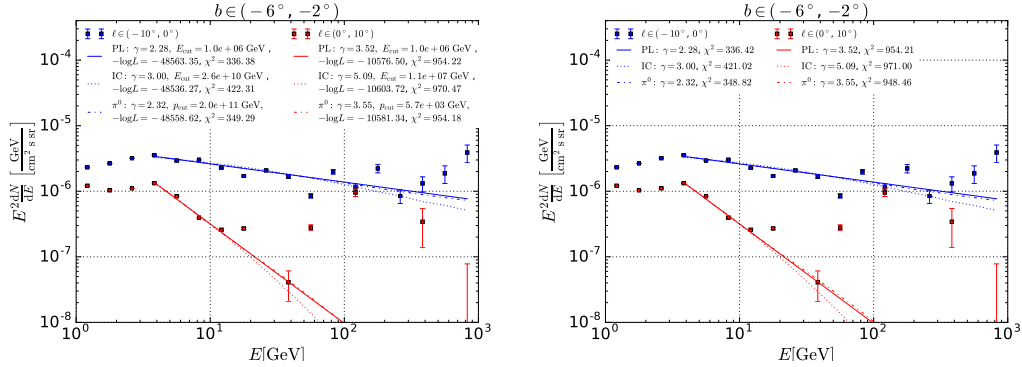 b∈(−6°, −2°)
ℓ∈(−10°, 0°)
PL: γ=2.28, E_cut=1.0e+06 GeV,
−logL=−48563.35, χ²=336.38
IC: γ=3.00, E_cut=2.6e+10 GeV,
−logL=−48536.27, χ²=422.31
π⁰: γ=2.32, p_cut=2.0e+11 GeV,
−logL=−48558.62, χ²=349.29
ℓ∈(0°, 10°)
PL: γ=3.52, E_cut=1.0e+06 GeV,
−logL=−10576.50, χ²=954.22
IC: γ=5.09, E_cut=1.1e+07 GeV,
−logL=−10603.72, χ²=970.47
π⁰: γ=3.55, p_cut=5.7e+03 GeV,
−logL=−10581.34, χ²=954.18
10⁻⁴
10⁻⁵
10⁻⁶
10⁻⁷
10⁻⁸
E² dN/dE [GeV/cm² s sr]
10⁰ 10¹ 10² 10³
E[GeV]
b∈(−6°, −2°)
ℓ∈(−10°, 0°)
PL: γ=2.28, χ²=336.42
IC: γ=3.00, χ²=421.02
π⁰: γ=2.32, χ²=348.82
ℓ∈(0°, 10°)
PL: γ=3.52, χ²=954.21
IC: γ=5.09, χ²=971.00
π⁰: γ=3.55, χ²=948.46
10⁻⁴
10⁻⁵
10⁻⁶
10⁻⁷
10⁻⁸
E² dN/dE [GeV/cm² s sr]
10⁰ 10¹ 10² 10³
E[GeV]